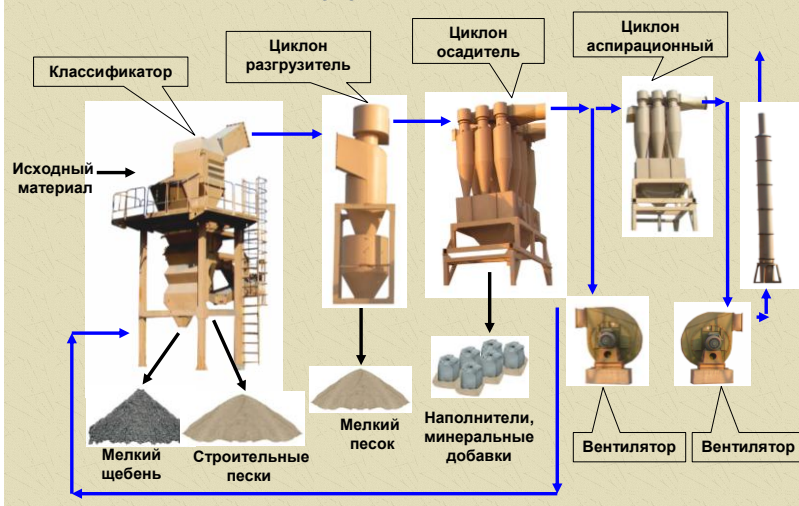 Классификатор
Циклон
разгрузитель
Циклон
осадитель
Циклон
аспирационный
Исходный
материал
Мелкий
щебень
Строительные
пески
Мелкий
песок
Наполнители,
минеральные
добавки
Вентилятор
Вентилятор